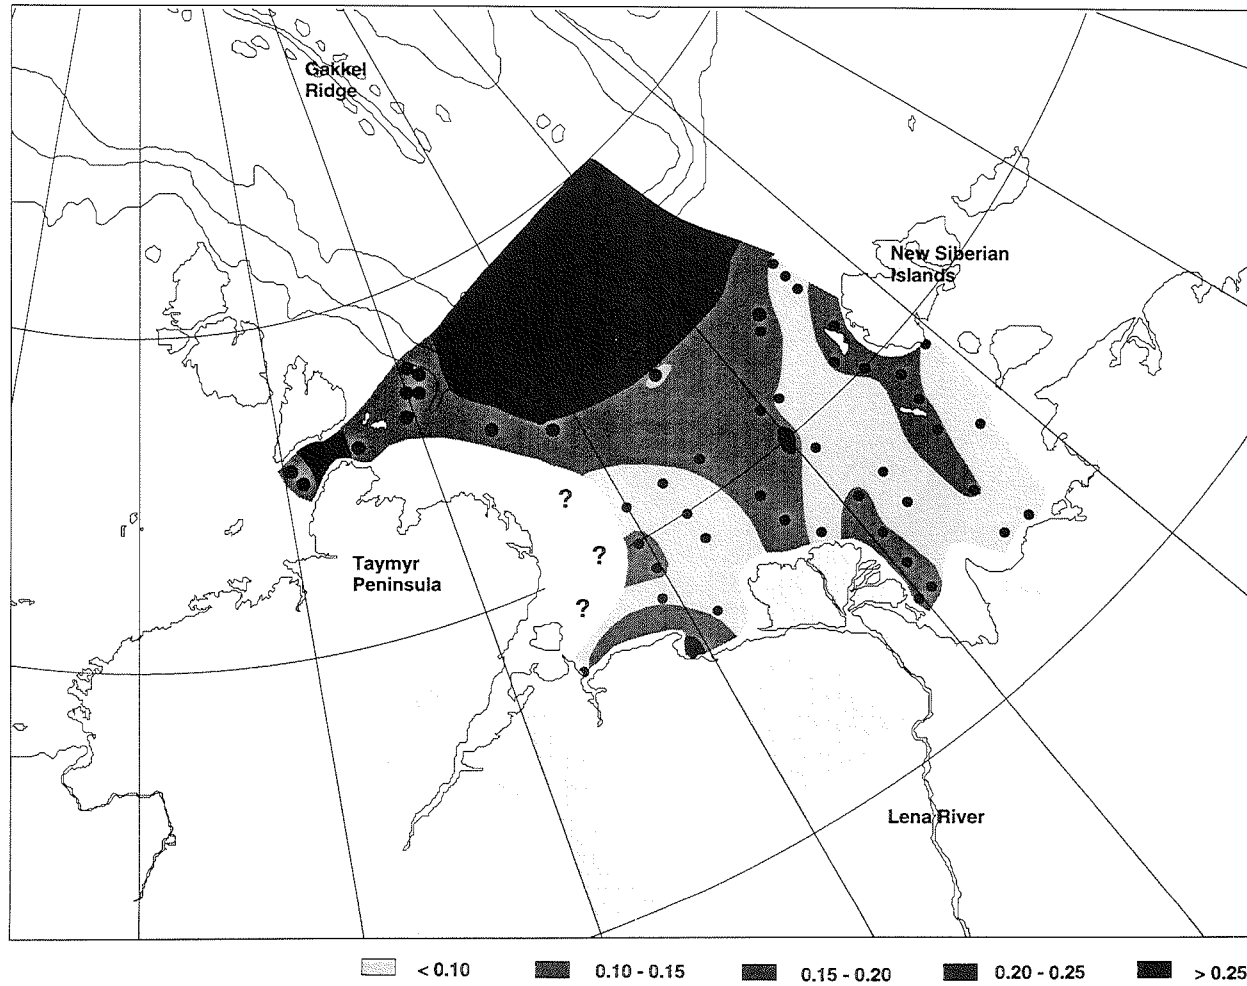 Gakkel
Ridge
New Siberian
Islands
?
?
Taymyr
Peninsula
?
Lena River
< 0.10
0.10 - 0.15
0.15 - 0.20
0.20 - 0.25
> 0.25